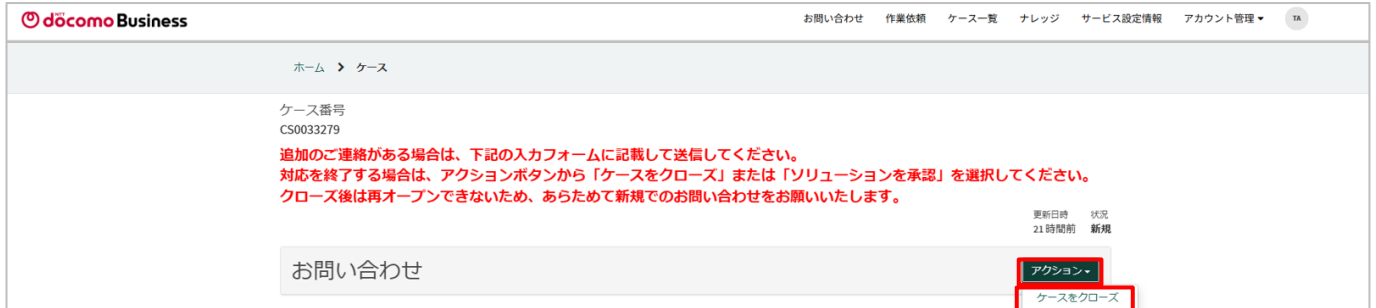 NTT docomo Business
お問い合わせ 作業依頼 ケース一覧 ナレッジ サービス設定情報 アカウント管理 TA
ホーム > ケース
ケース番号
CS0033279
追加のご連絡がある場合は、下記の入力フォームに記載して送信してください。
対応を終了する場合は、アクションボタンから「ケースをクローズ」または「ソリューションを承認」を選択してください。
クローズ後は再オープンできないため、あらためて新規でのお問い合わせをお願いいたします。
更新日時 状況
21時間前 新規
お問い合わせ アクション
ケースをクローズ